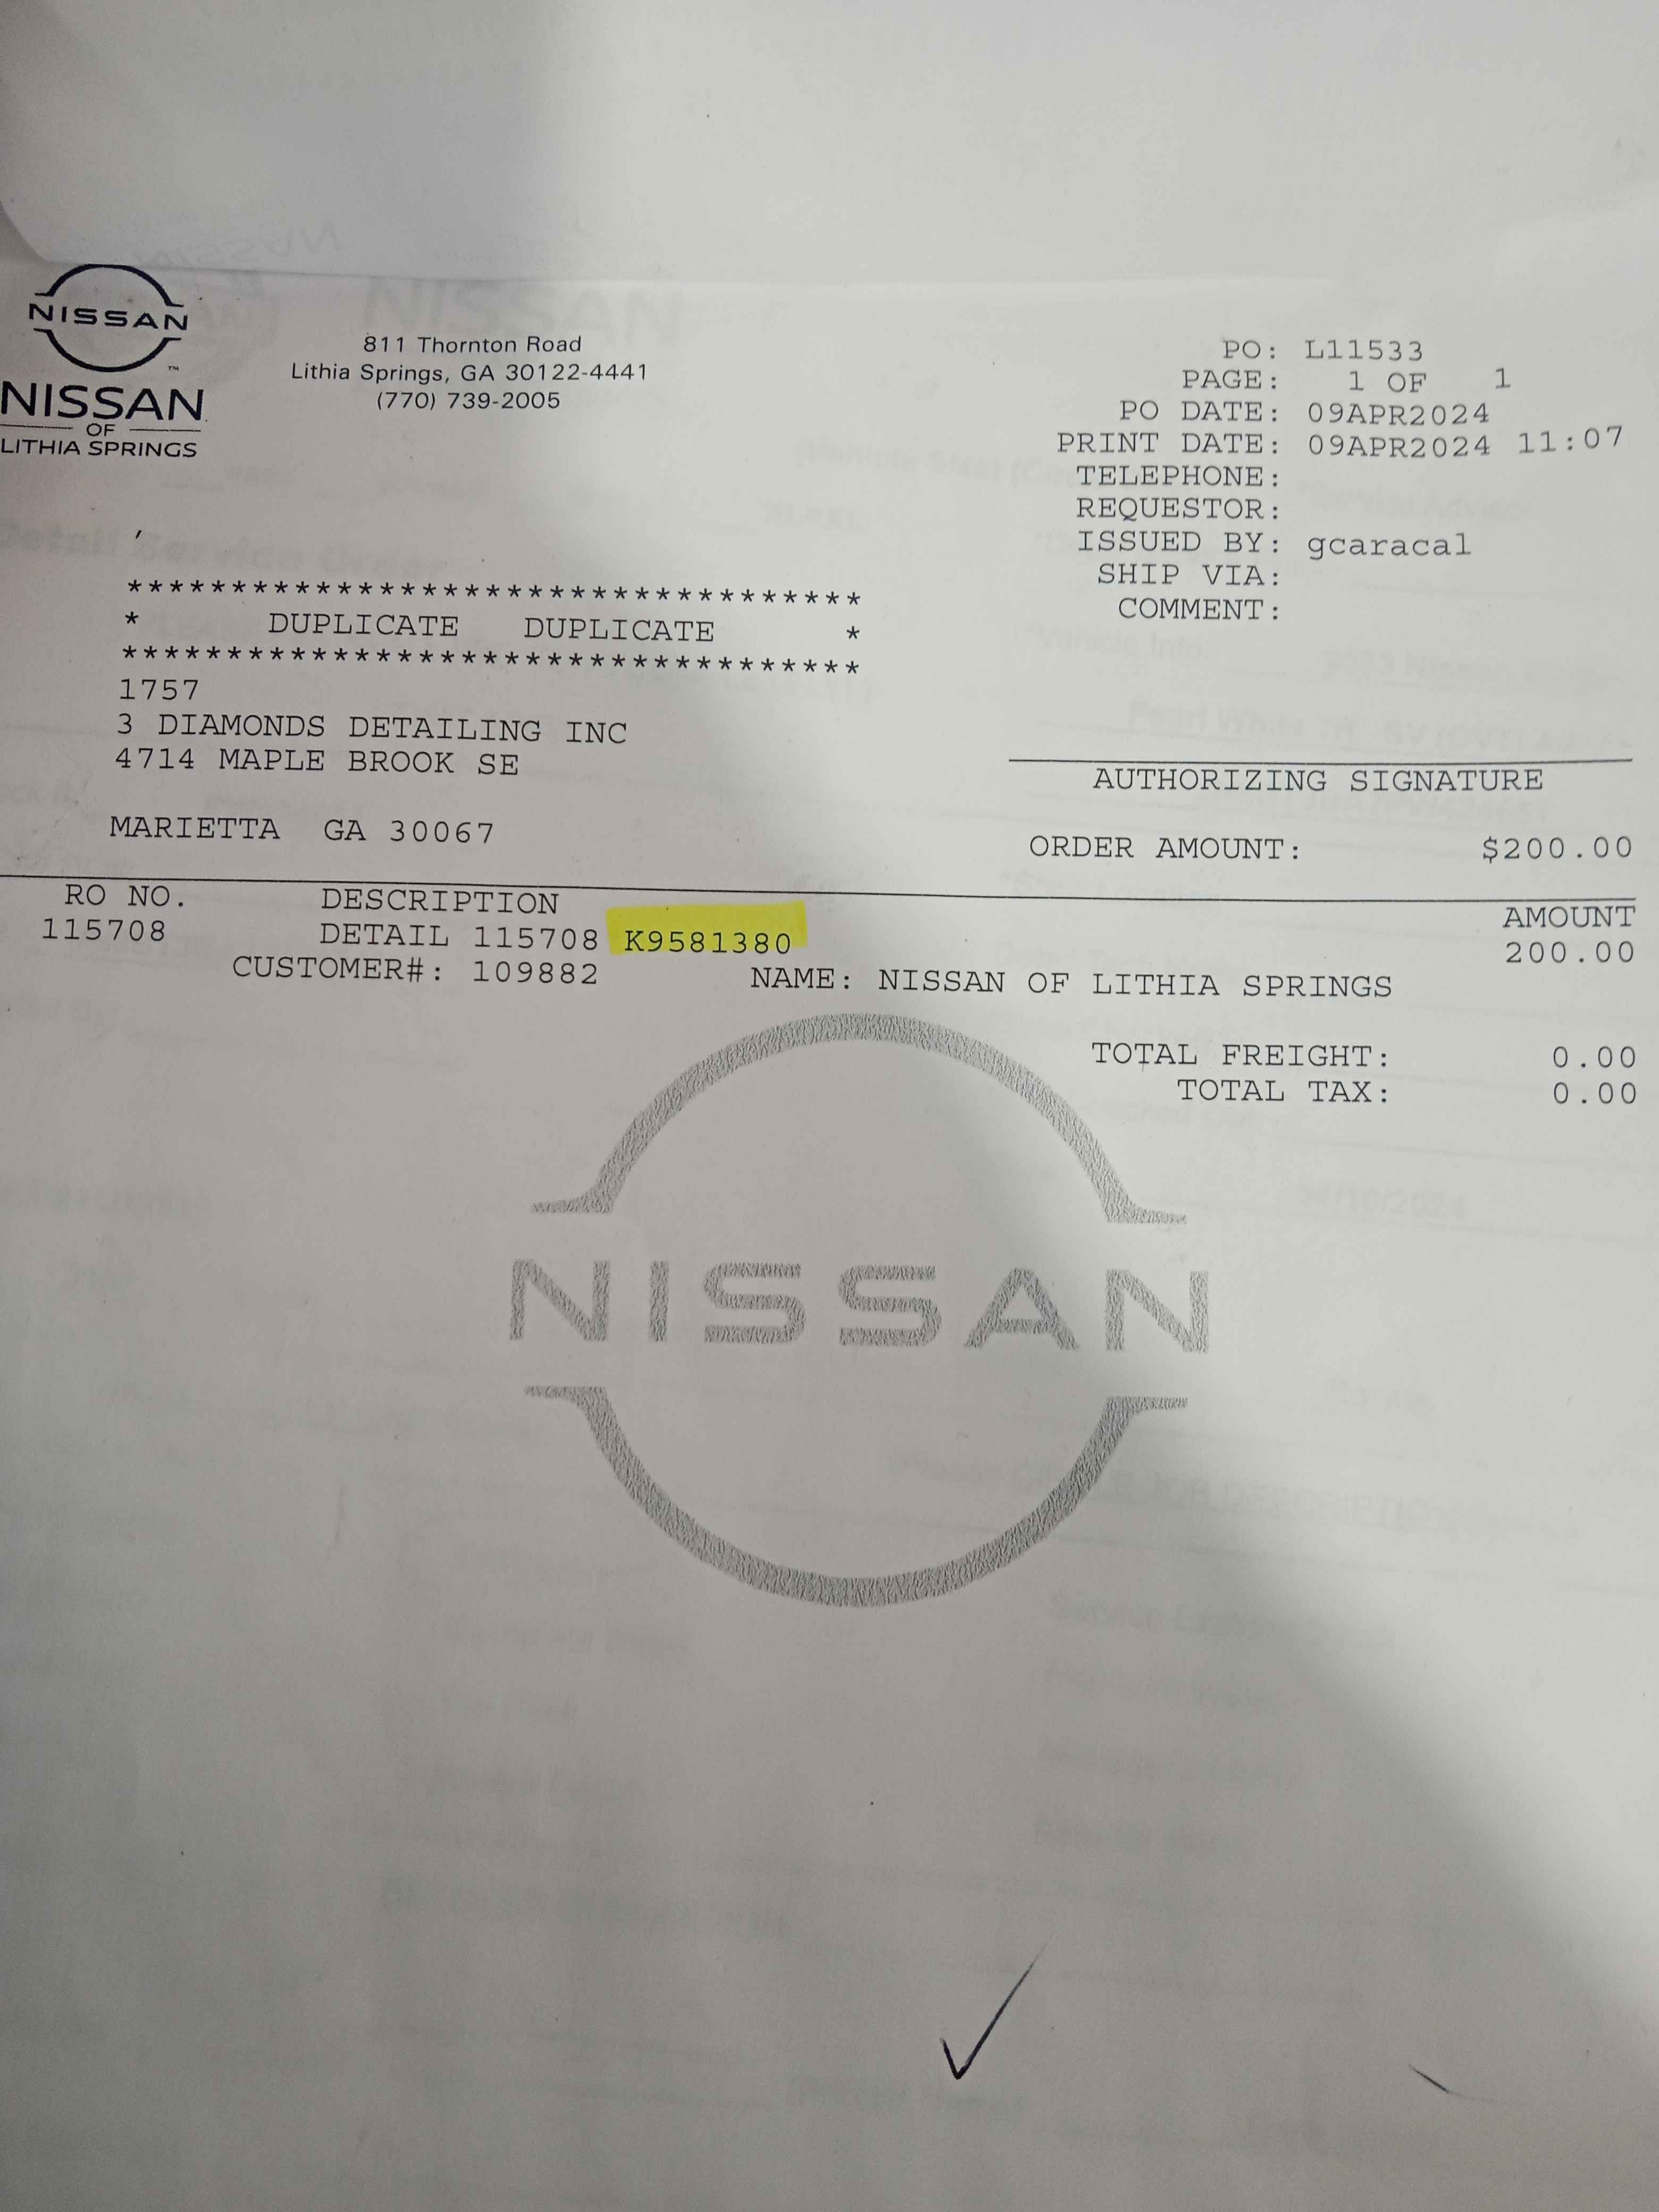 NISSAN
NISSAN
OF
LITHIA SPRINGS
811 Thornton Road
Lithia Springs, GA 30122-4441
(770) 739-2005
PO: L11533
PAGE: 1 OF 1
PO DATE: 09APR2024
PRINT DATE: 09APR2024 11:07
TELEPHONE:
REQUESTOR:
ISSUED BY: gcaracal
SHIP VIA:
COMMENT:
***********************************
* DUPLICATE DUPLICATE *
***********************************
1757
3 DIAMONDS DETAILING INC
4714 MAPLE BROOK SE
MARIETTA GA 30067
AUTHORIZING SIGNATURE
ORDER AMOUNT: $200.00
RO NO. DESCRIPTION AMOUNT
115708 DETAIL 115708 K9581380 200.00
CUSTOMER#: 109882 NAME: NISSAN OF LITHIA SPRINGS
TOTAL FREIGHT: 0.00
TOTAL TAX: 0.00
NISSAN